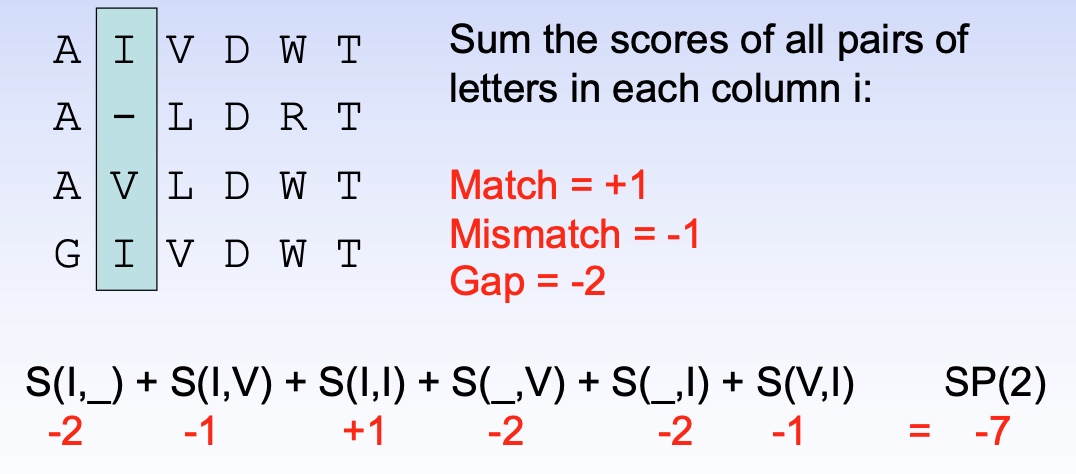 A I V D W T
Sum the scores of all pairs of
letters in each column i:
A - L D R T
A V L D W T
Match = +1
Mismatch = -1
G I V D W T
Gap = -2
S(I,_) + S(I,V) + S(I,I) + S(_,V) + S(_,I) + S(V,I) SP(2)
-2 -1 +1 -2 -2 -1 = -7